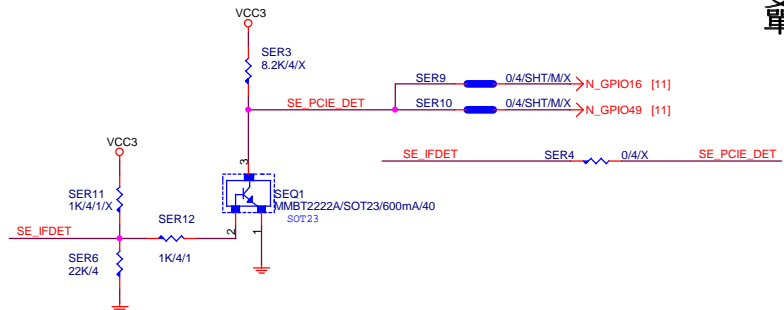 VCC3
SER3
8.2K/4/X
SER9
0/4/SHT/M/X
N_GPIO16 [11]
SE_PCIE_DET
SER10
0/4/SHT/M/X
N_GPIO49 [11]
VCC3
SE_IFDET
SER4
0/4/X
SE_PCIE_DET
3
SER11
1K/4/1/X
SEQ1
MMBT2222A/SOT23/600mA/40
SOT23
SER12
SE_IFDET
2
1
SER6
22K/4
1K/4/1
單